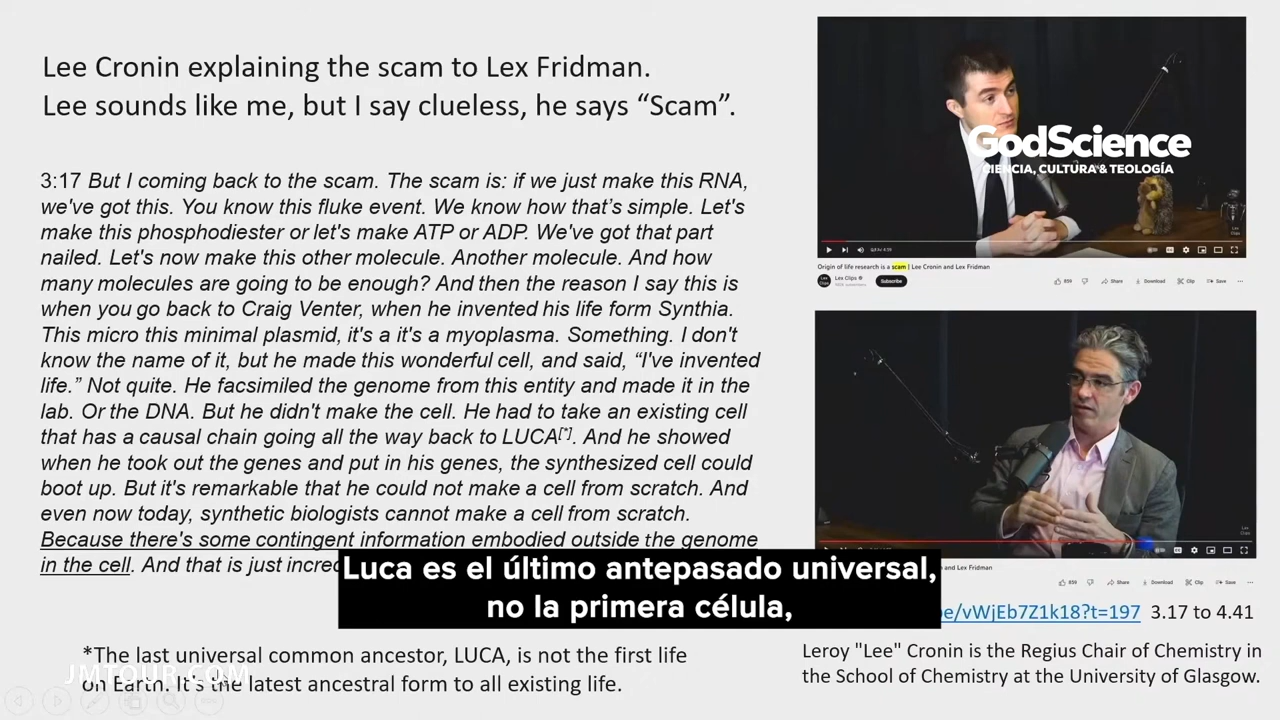 Lee Cronin explaining the scam to Lex Fridman.
Lee sounds like me, but I say clueless, he says “Scam”.
3:17 But I coming back to the scam. The scam is: if we just make this RNA,
we've got this. You know this fluke event. We know how that’s simple. Let's
make this phosphodiester or let's make ATP or ADP. We've got that part
nailed. Let's now make this other molecule. Another molecule. And how
many molecules are going to be enough? And then the reason I say this is
when you go back to Craig Venter, when he invented his life form Synthia.
This micro this minimal plasmid, it's a it's a myoplasma. Something. I don't
know the name of it, but he made this wonderful cell, and said, “I've invented
life.” Not quite. He facsimiled the genome from this entity and made it in the
lab. Or the DNA. But he didn't make the cell. He had to take an existing cell
that has a causal chain going all the way back to LUCA[*]. And he showed
when he took out the genes and put in his genes, the synthesized cell could
boot up. But it's remarkable that he could not make a cell from scratch. And
even now today, synthetic biologists cannot make a cell from scratch.
Because there's some contingent information embodied outside the genome
in the cell. And that is just incre
Luca es el último antepasado universal,
no la primera célula,
*The last universal common ancestor, LUCA, is not the first life
on Earth. It's the latest ancestral form to all existing life.
JMTOUR.COM
GodScience
CIENCIA, CULTURA & TEOLOGÍA
Origin of life research is a scam | Lee Cronin and Lex Fridman
Lex Clips
Subscribe
859
Share
Download
Clip
Save
and Lex Fridman
859
Share
Download
Clip
Save
e/vWjEb7Z1k18?t=197 3.17 to 4.41
Leroy "Lee" Cronin is the Regius Chair of Chemistry in
the School of Chemistry at the University of Glasgow.